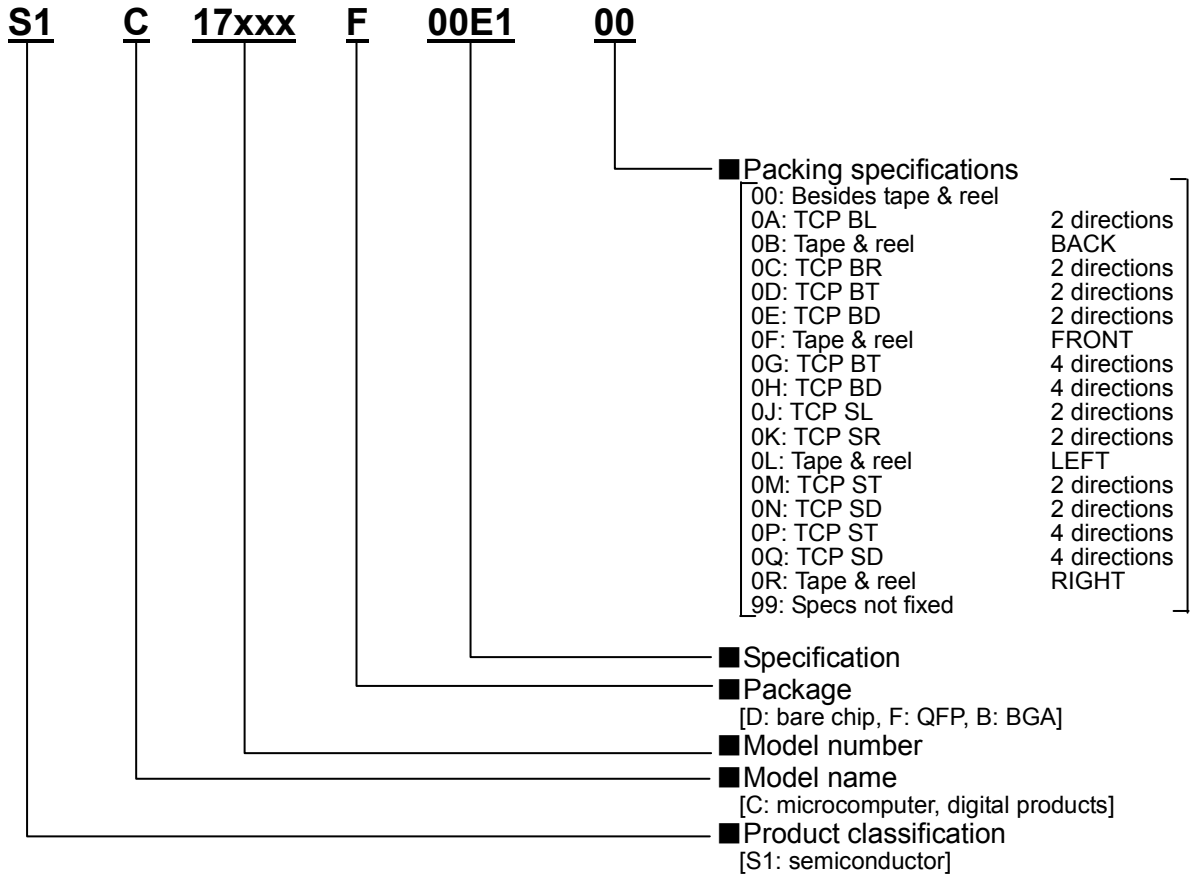 S1 C 17xxx F 00E1 00
■Packing specifications
00: Besides tape & reel
0A: TCP BL 2 directions
0B: Tape & reel BACK
0C: TCP BR 2 directions
0D: TCP BT 2 directions
0E: TCP BD 2 directions
0F: Tape & reel FRONT
0G: TCP BT 4 directions
0H: TCP BD 4 directions
0J: TCP SL 2 directions
0K: TCP SR 2 directions
0L: Tape & reel LEFT
0M: TCP ST 2 directions
0N: TCP SD 2 directions
0P: TCP ST 4 directions
0Q: TCP SD 4 directions
0R: Tape & reel RIGHT
99: Specs not fixed
■Specification
■Package
[D: bare chip, F: QFP, B: BGA]
■Model number
■Model name
[C: microcomputer, digital products]
■Product classification
[S1: semiconductor]